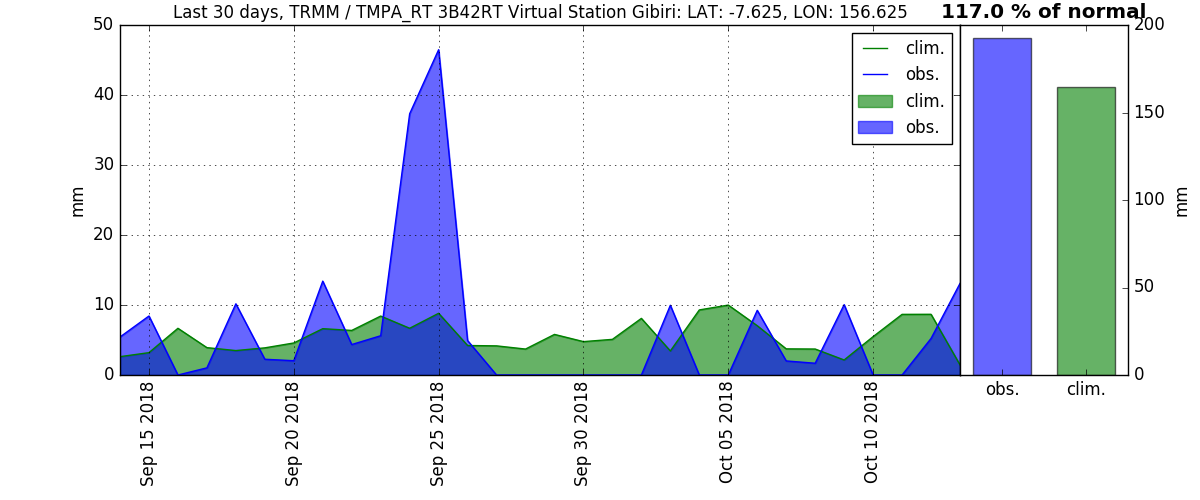 Last 30 days, TRMM / TMPA_RT 3B42RT Virtual Station Gibiri: LAT: -7.625, LON: 156.625
117.0 % of normal
50
40
30
20
10
0
mm
clim.
obs.
clim.
obs.
Sep 15 2018
Sep 20 2018
Sep 25 2018
Sep 30 2018
Oct 05 2018
Oct 10 2018
200
150
100
50
0
mm
obs.
clim.